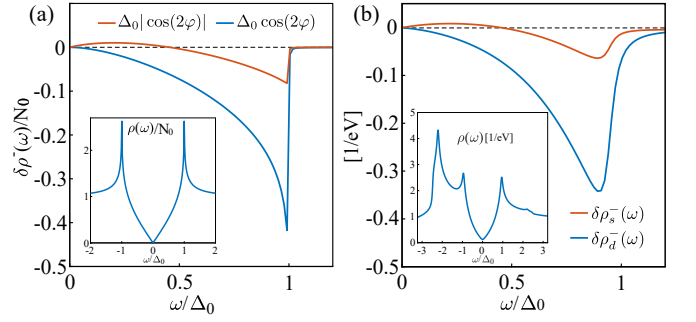 (a)
Δ₀| cos(2φ)|
Δ₀ cos(2φ)
0
-0.1
-0.2
-0.3
-0.4
-0.5
δρ⁻(ω)/N₀
ρ(ω)/N₀
2
1
0
-2 -1 0 1 2
ω/Δ₀
0 0.5 1
ω/Δ₀
(b)
0
-0.1
-0.2
-0.3
-0.4
-0.5
[1/eV]
ρ(ω) [1/eV]
5
4
3
2
1
0
-3 -2 -1 0 1 2 3
ω/Δ₀
δρₛ⁻(ω)
δρ_d⁻(ω)
0 0.5 1
ω/Δ₀